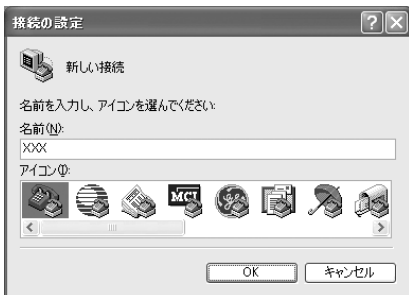 接続の設定
新しい接続
名前を入力し、アイコンを選んでください:
名前(N):
XXX
アイコン(I):
MCI
OK
キャンセル